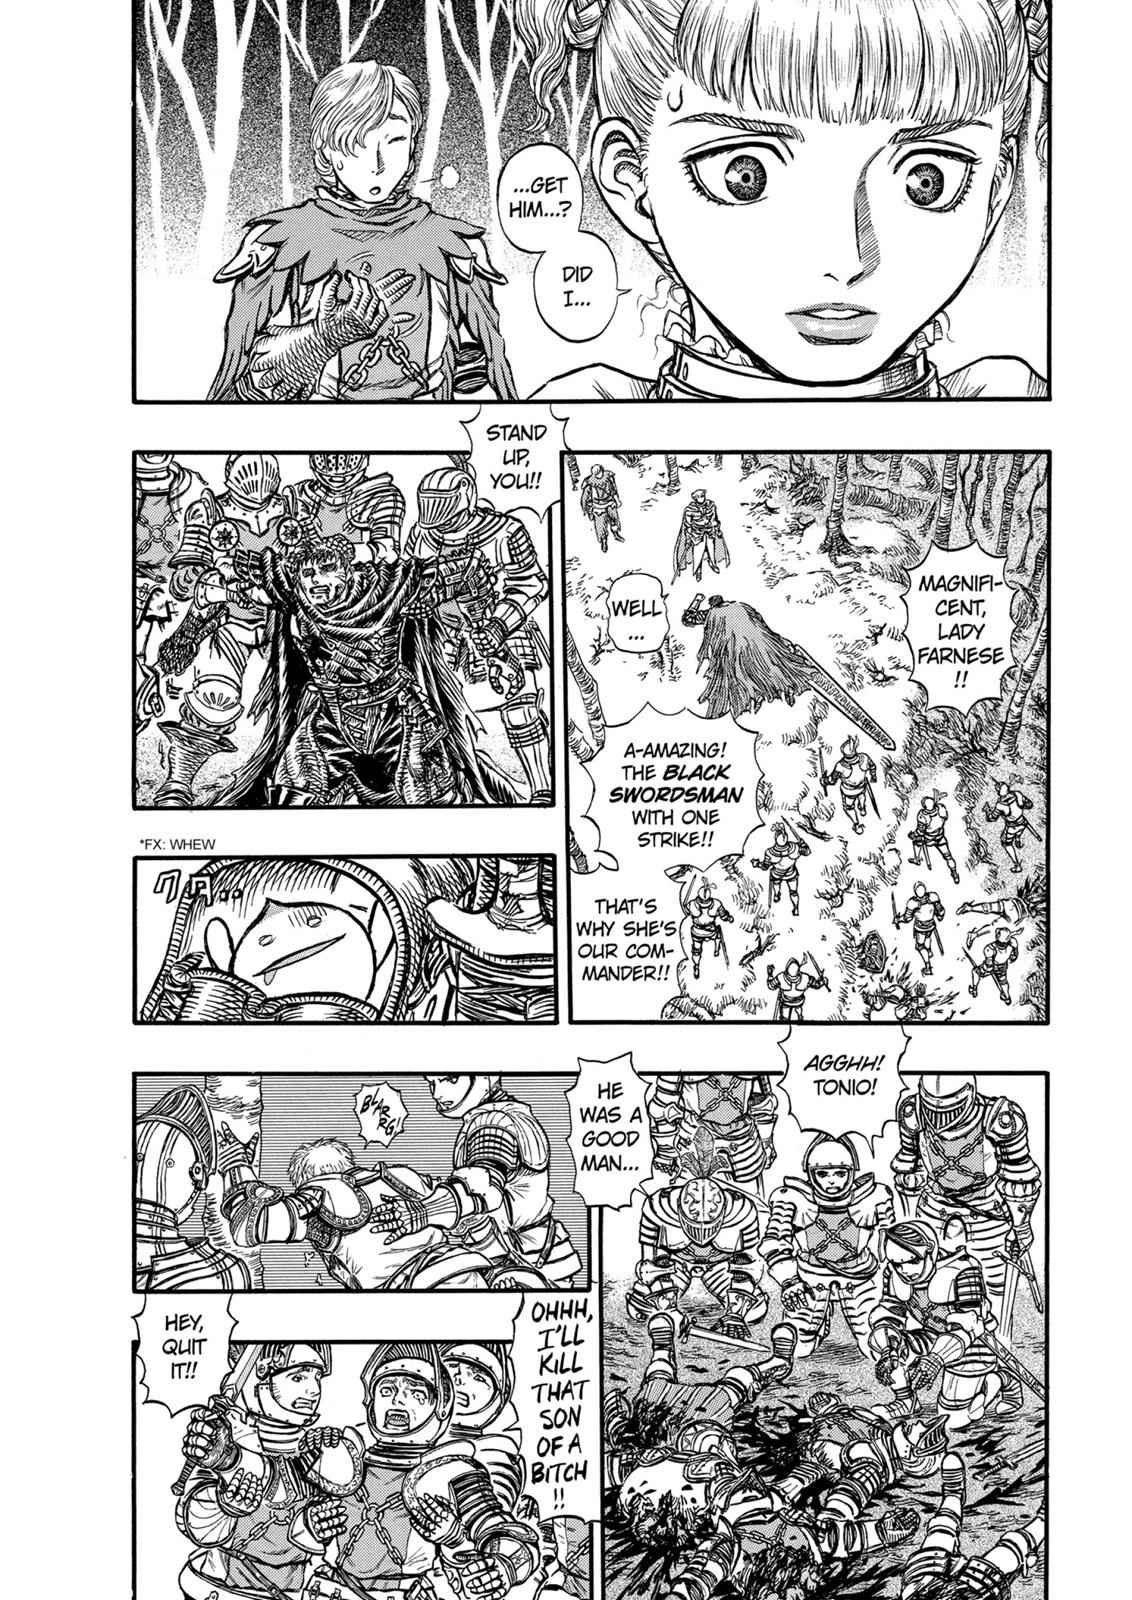 ...GET
HIM...?
DID
I...
STAND
UP,
YOU!!
MAGNIFI-
CENT,
LADY
FARNESE
!!
WELL
...
A-AMAZING!
THE BLACK
SWORDSMAN
WITH ONE
STRIKE!!
THAT'S
WHY SHE'S
OUR COM-
MANDER!!
*FX: WHEW
AGGHH!
TONIO!
HE
WAS A
GOOD
MAN...
HEY,
QUIT
IT!!
OHHH,
I'LL
KILL
THAT
SON
OF A
BITCH
!!